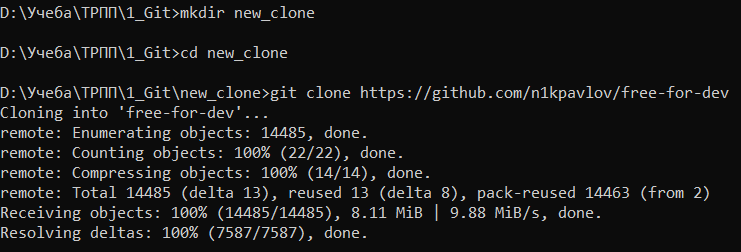 D:\Учеба\ТРПП\1_Git>mkdir new_clone
D:\Учеба\ТРПП\1_Git>cd new_clone
D:\Учеба\ТРПП\1_Git\new_clone>git clone https://github.com/n1kpavlov/free-for-dev
Cloning into 'free-for-dev'...
remote: Enumerating objects: 14485, done.
remote: Counting objects: 100% (22/22), done.
remote: Compressing objects: 100% (14/14), done.
remote: Total 14485 (delta 13), reused 13 (delta 8), pack-reused 14463 (from 2)
Receiving objects: 100% (14485/14485), 8.11 MiB | 9.88 MiB/s, done.
Resolving deltas: 100% (7587/7587), done.